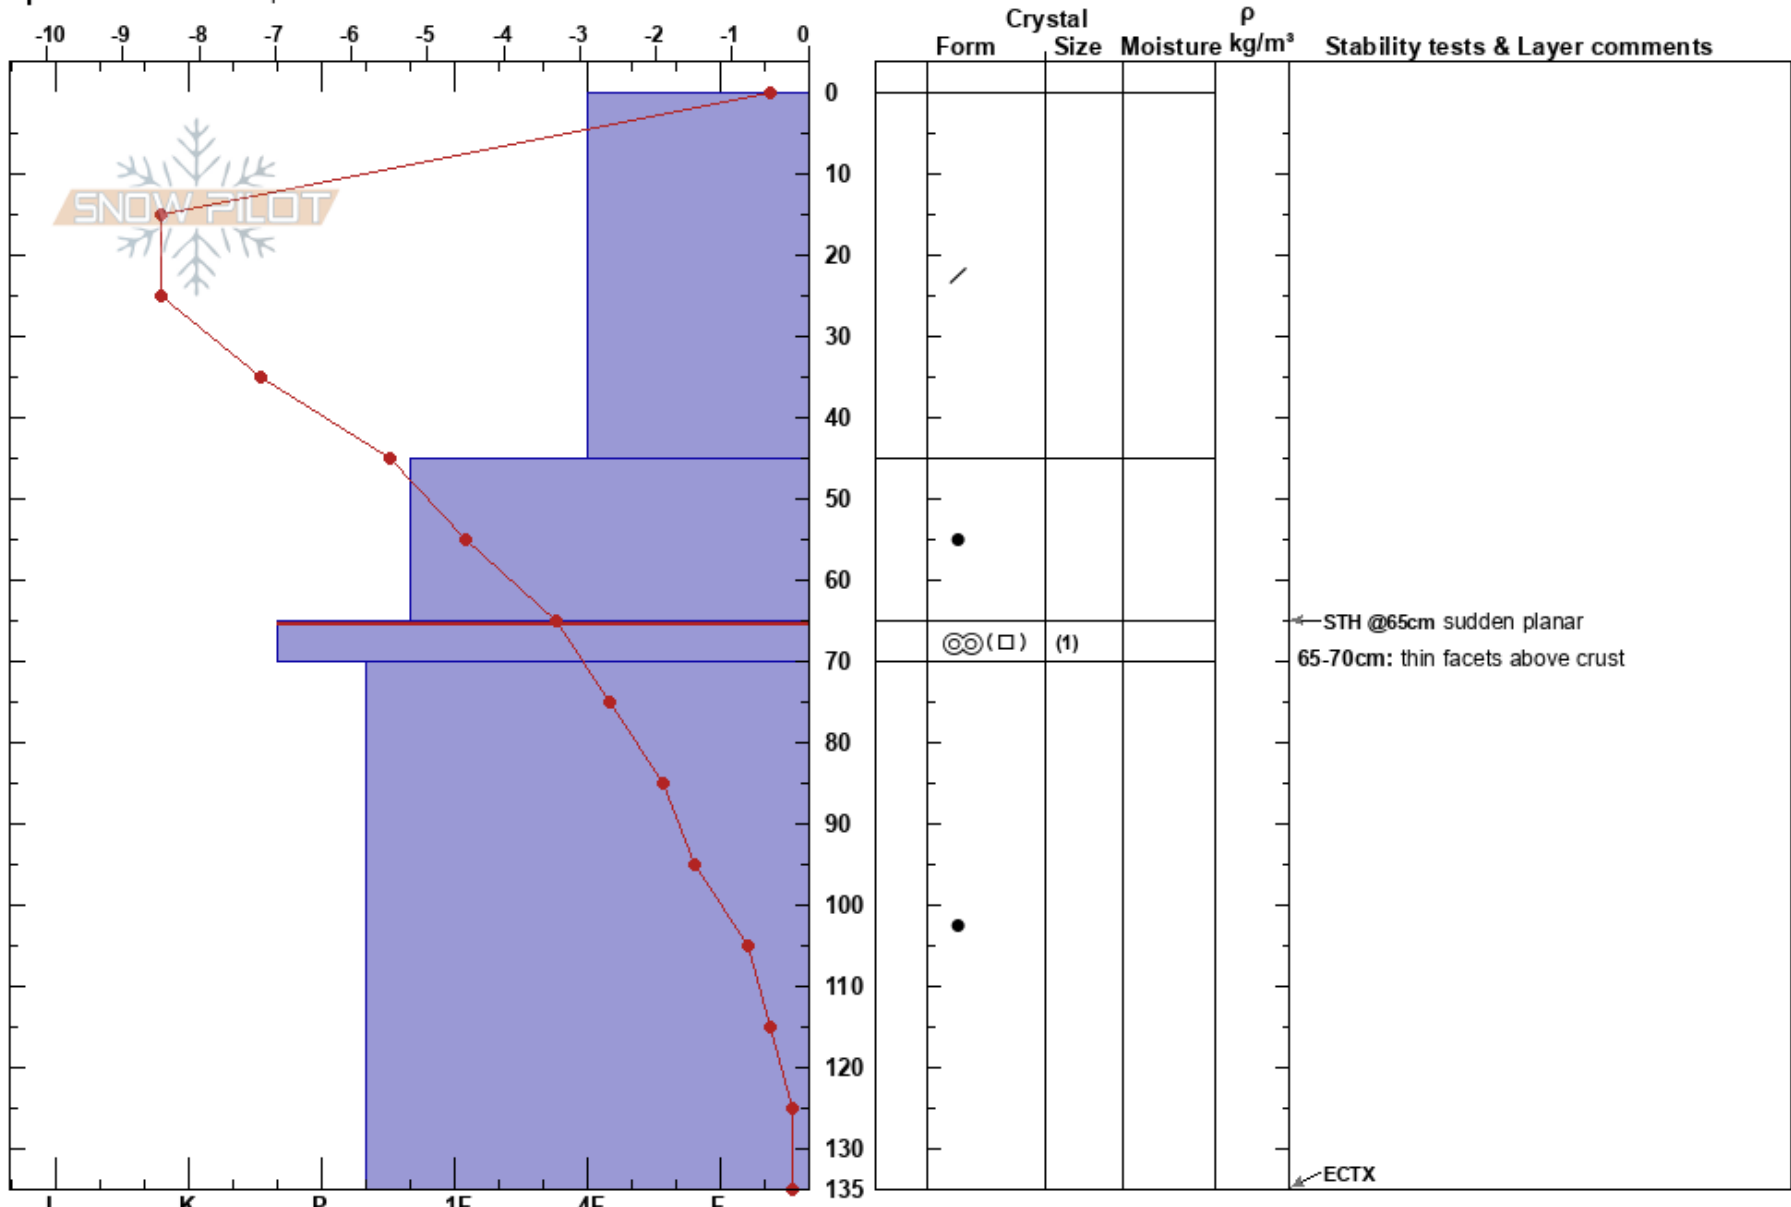 Crystal
ρ
Form Size Moisture kg/m³ Stability tests & Layer comments
-10 -9 -8 -7 -6 -5 -4 -3 -2 -1 0
0
10
SNOW PILOT
20
30
40
50
60
STH @65cm sudden planar
(1)
65-70cm: thin facets above crust
70
80
90
100
110
120
130
ECTX
135
I K P 1F 4F F